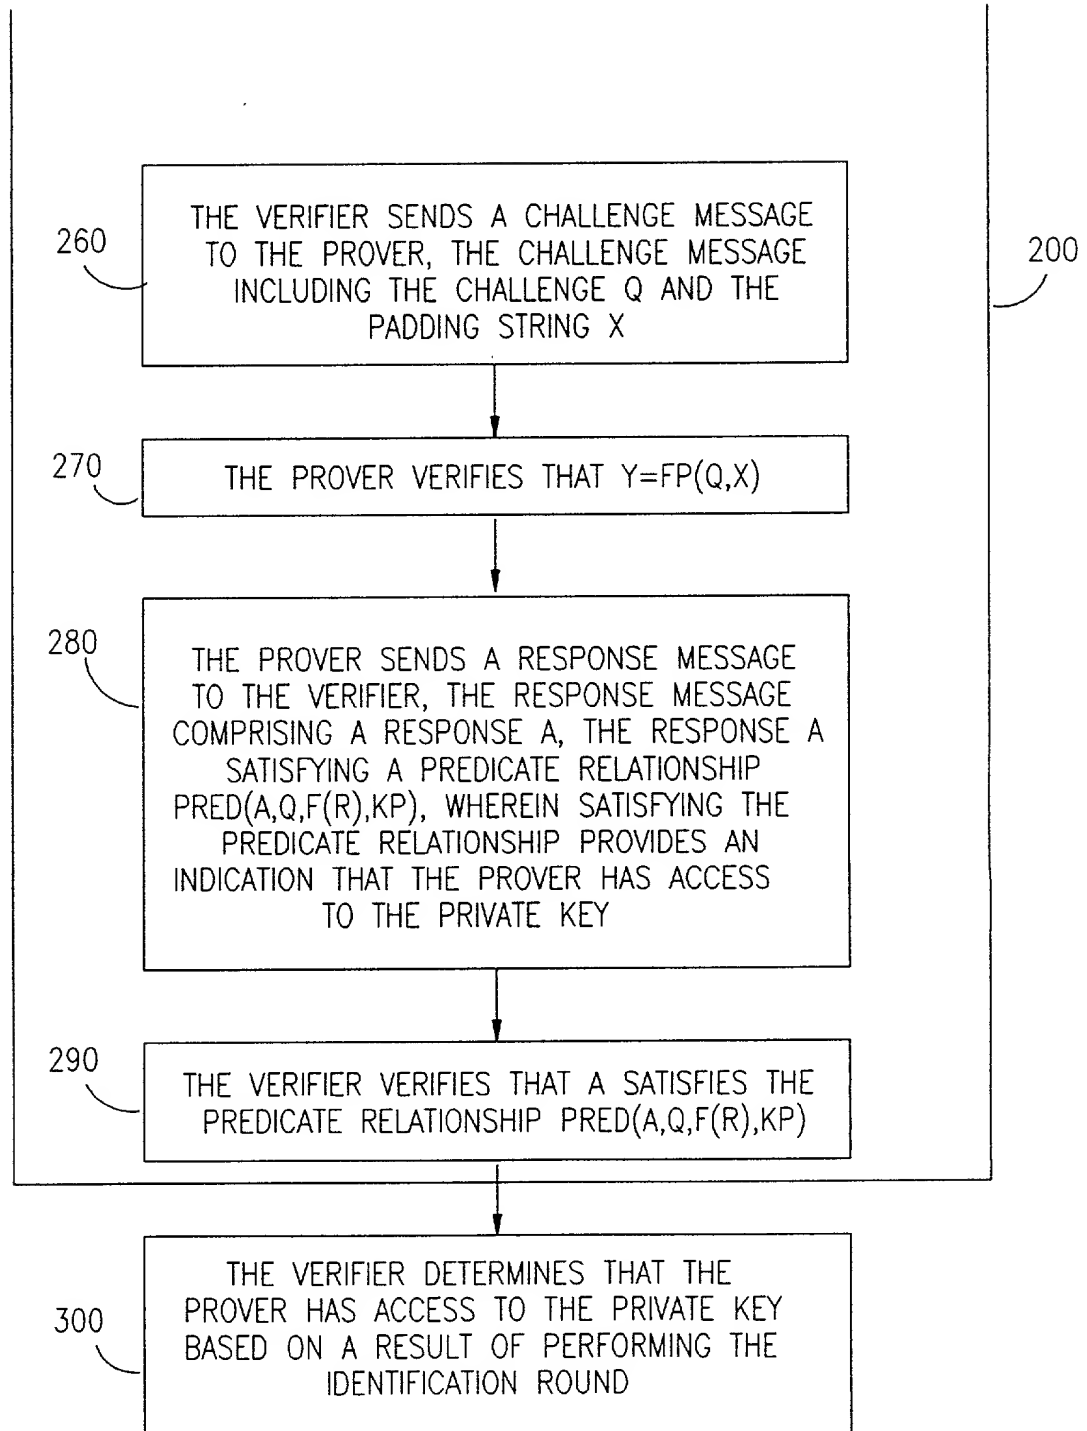 260
THE VERIFIER SENDS A CHALLENGE MESSAGE
TO THE PROVER, THE CHALLENGE MESSAGE
INCLUDING THE CHALLENGE Q AND THE
PADDING STRING X
200
270
THE PROVER VERIFIES THAT Y=FP(Q,X)
280
THE PROVER SENDS A RESPONSE MESSAGE
TO THE VERIFIER, THE RESPONSE MESSAGE
COMPRISING A RESPONSE A, THE RESPONSE A
SATISFYING A PREDICATE RELATIONSHIP
PRED(A,Q,F(R),KP), WHEREIN SATISFYING THE
PREDICATE RELATIONSHIP PROVIDES AN
INDICATION THAT THE PROVER HAS ACCESS
TO THE PRIVATE KEY
290
THE VERIFIER VERIFIES THAT A SATISFIES THE
PREDICATE RELATIONSHIP PRED(A,Q,F(R),KP)
300
THE VERIFIER DETERMINES THAT THE
PROVER HAS ACCESS TO THE PRIVATE KEY
BASED ON A RESULT OF PERFORMING THE
IDENTIFICATION ROUND